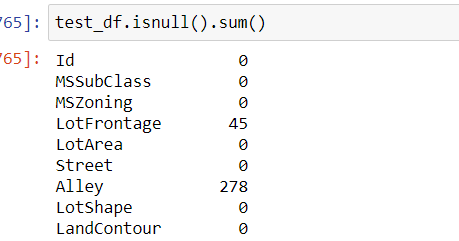 765]: test_df.isnull().sum()
765]: Id 0
MSSubClass 0
MSZoning 0
LotFrontage 45
LotArea 0
Street 0
Alley 278
LotShape 0
LandContour 0